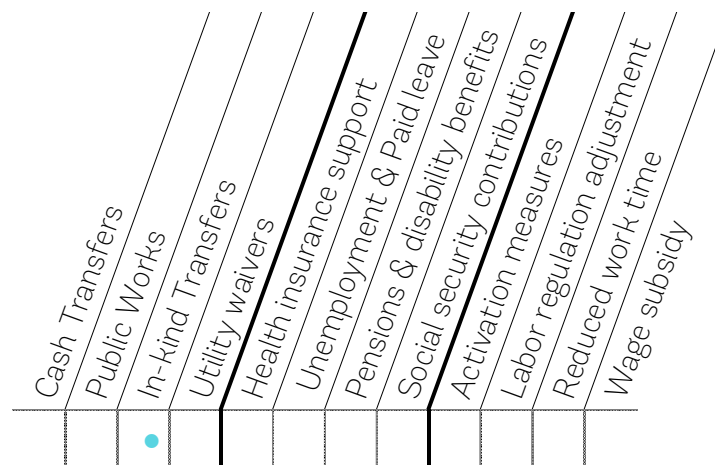 Cash Transfers
Public Works
In-kind Transfers
Utility waivers
Health insurance support
Unemployment & Paid leave
Pensions & disability benefits
Social security contributions
Activation measures
Labor regulation adjustment
Reduced work time
Wage subsidy